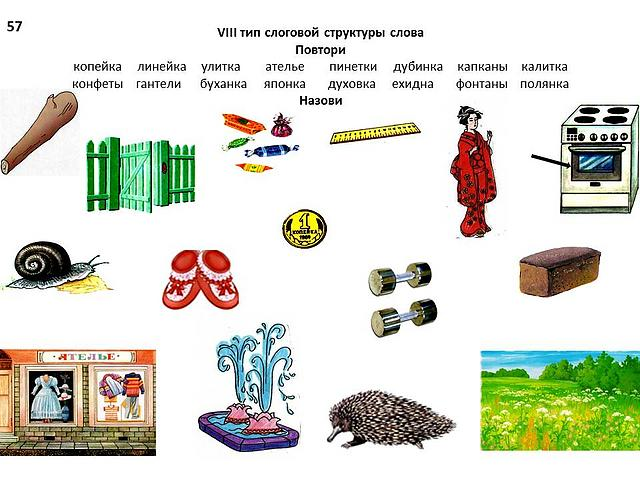 57
VIII тип слоговой структуры слова
Повтори
копейка линейка улитка ателье пинетки дубинка капканы калитка
конфеты гантели буханка японка духовка ехидна фонтаны полянка
Назови
1
КОПЕЙКА
АТЕЛЬЕ